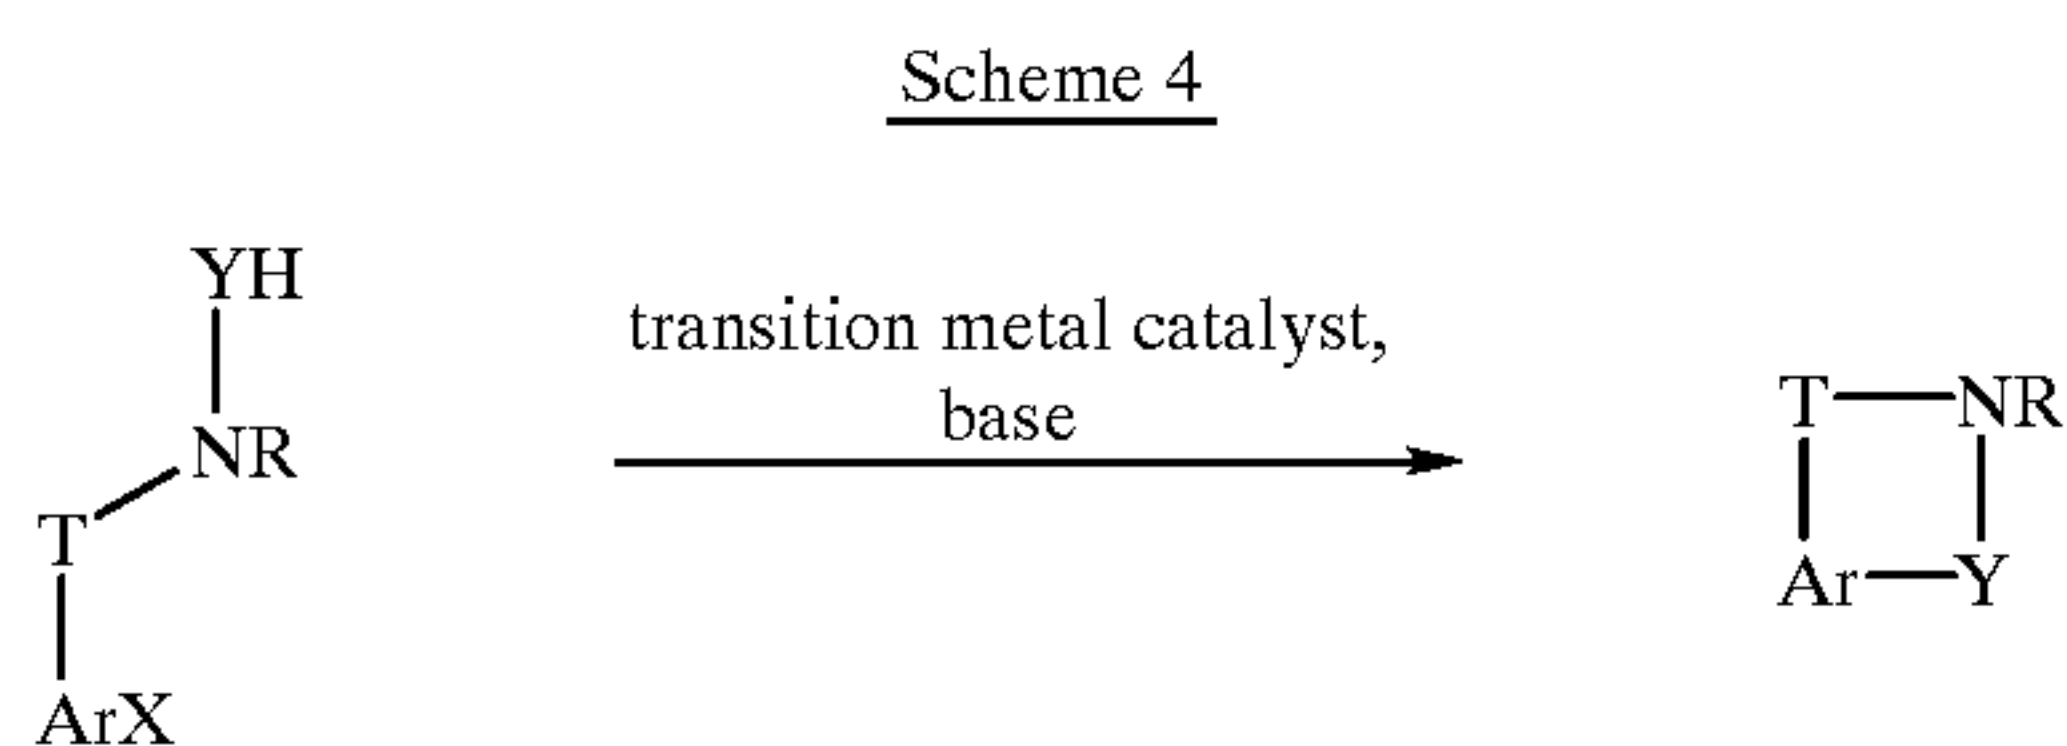 Scheme 4
YH
NR
T
ArX
transition metal catalyst,
base
T NR
Ar Y